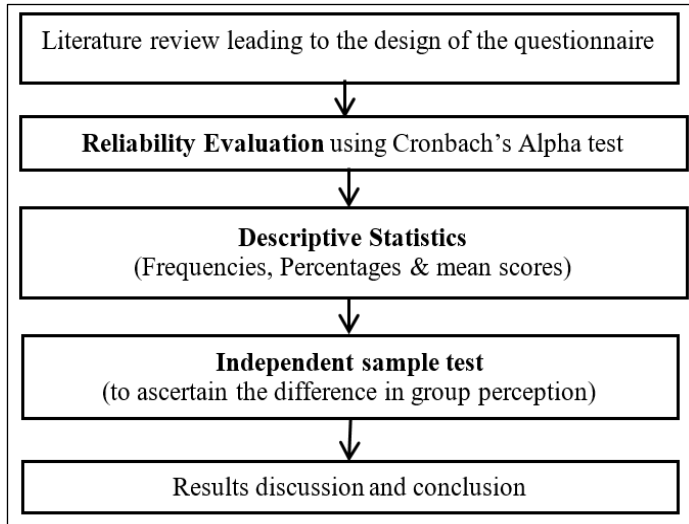 Literature review leading to the design of the questionnaire
Reliability Evaluation using Cronbach’s Alpha test
Descriptive Statistics
(Frequencies, Percentages & mean scores)
Independent sample test
(to ascertain the difference in group perception)
Results discussion and conclusion